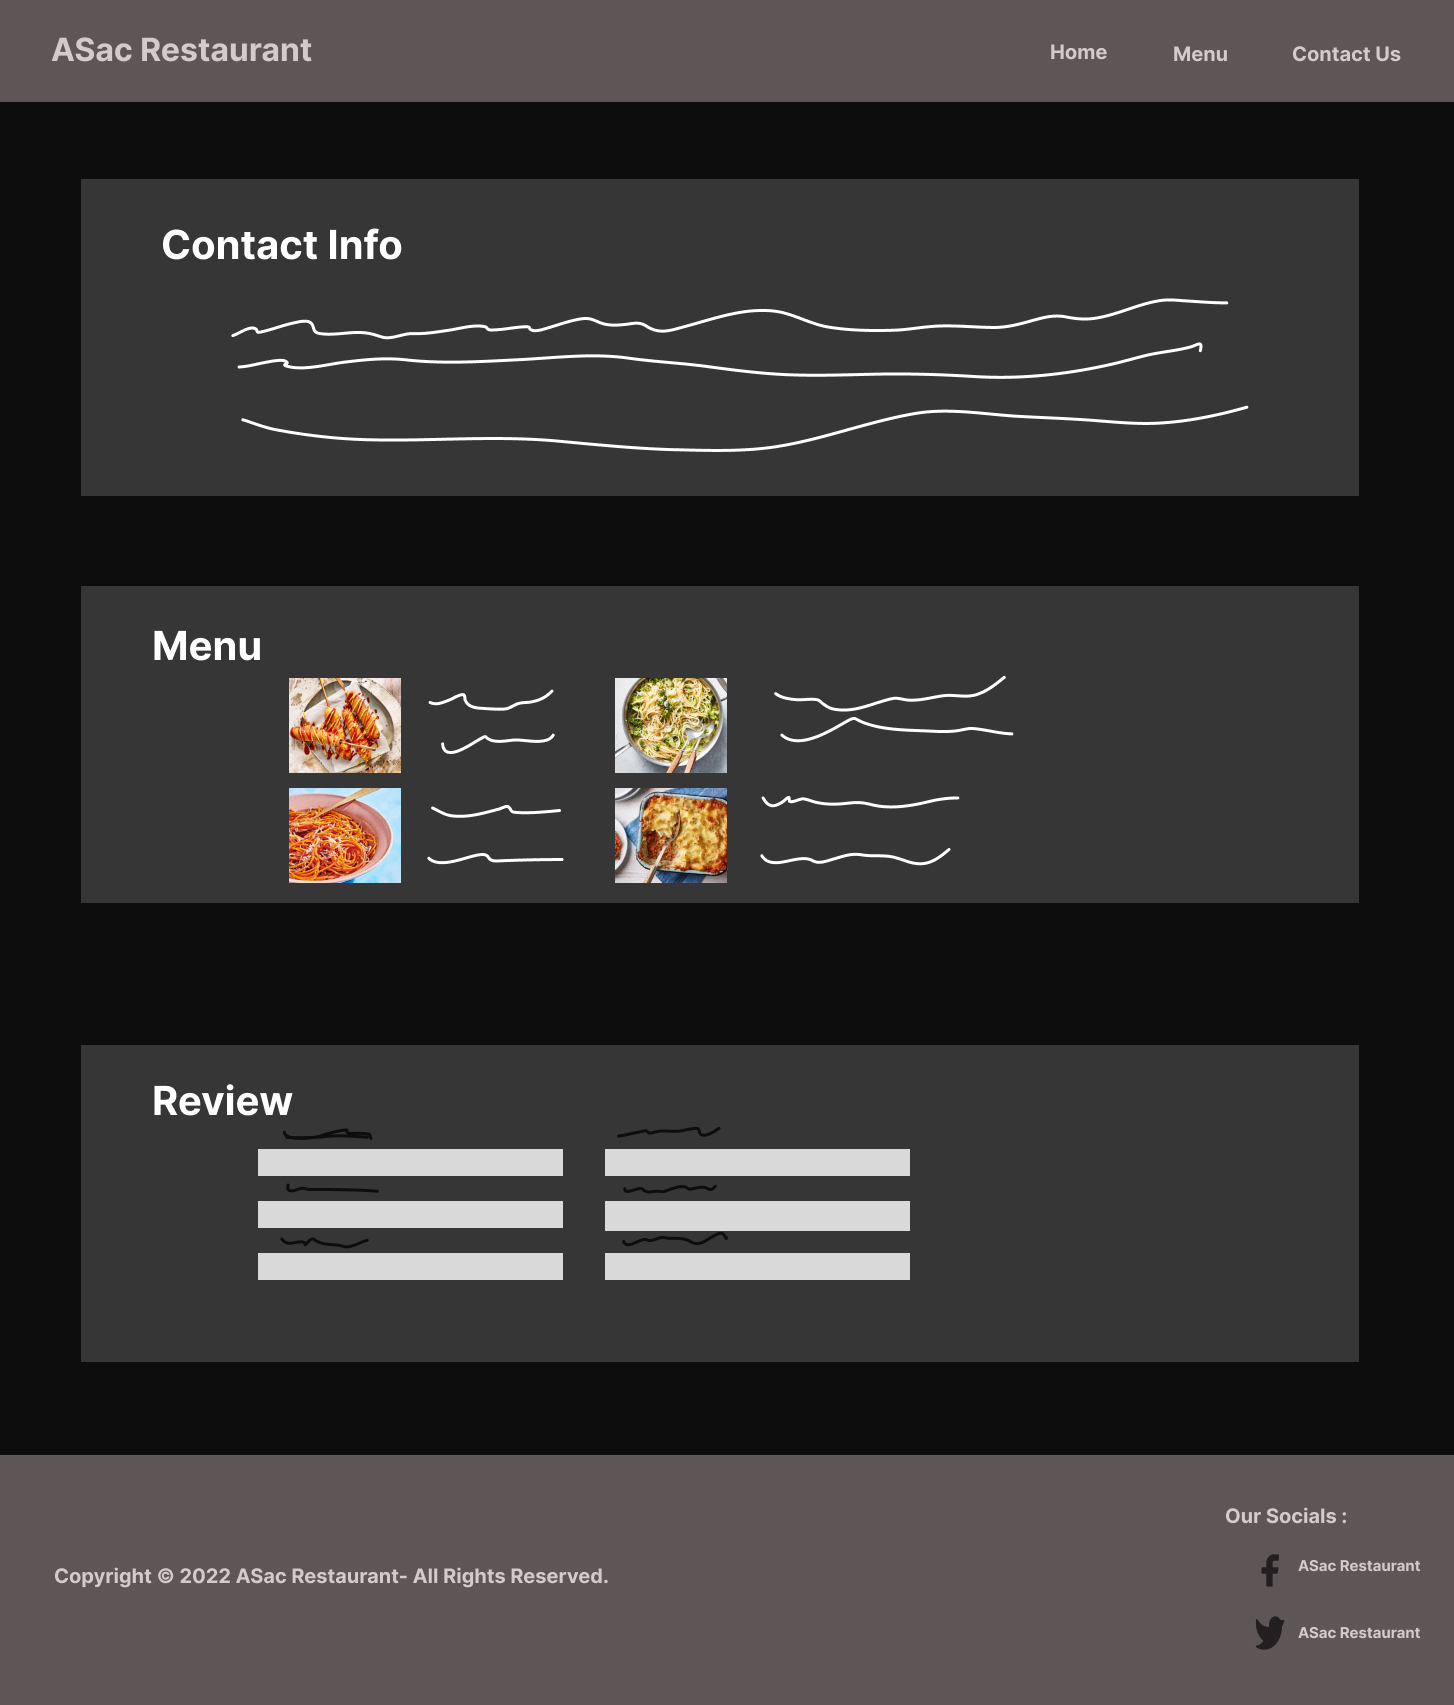 ASac Restaurant
Home Menu Contact Us
Contact Info
Menu
Review
Our Socials :
ASac Restaurant
Copyright © 2022 ASac Restaurant- All Rights Reserved.
ASac Restaurant